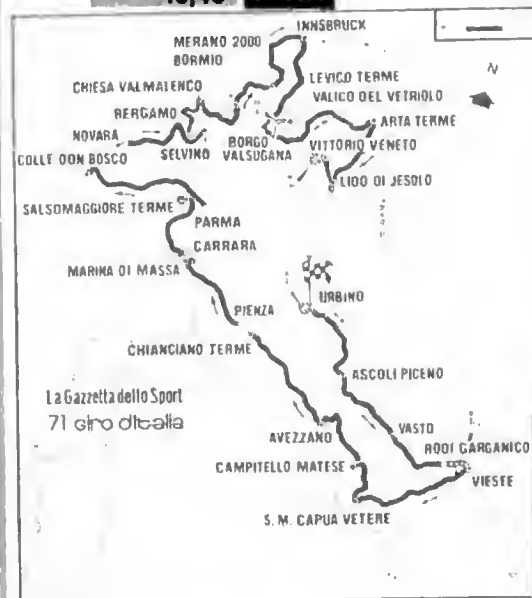 INNSBRUCK
MERANO 2000
BORMIO
LEVICO TERME
CHIESA VALMALENCO
VALICO DEL VETRIOLO
N
BERGAMO
ARTA TERME
NOVARA
BORGO
VALSUGANA
VITTORIO VENETO
SELVINO
COLLE DON BOSCO
LIDO DI JESOLO
SALSOMAGGIORE TERME
PARMA
CARRARA
MARINA DI MASSA
URBINO
PIENZA
CHIANCIANO TERME
ASCOLI PICENO
La Gazzetta dello Sport
71 giro d'italia
AVEZZANO
VASTO
RODI GARGANICO
CAMPITELLO MATESE
VIESTE
S. M. CAPUA VETERE